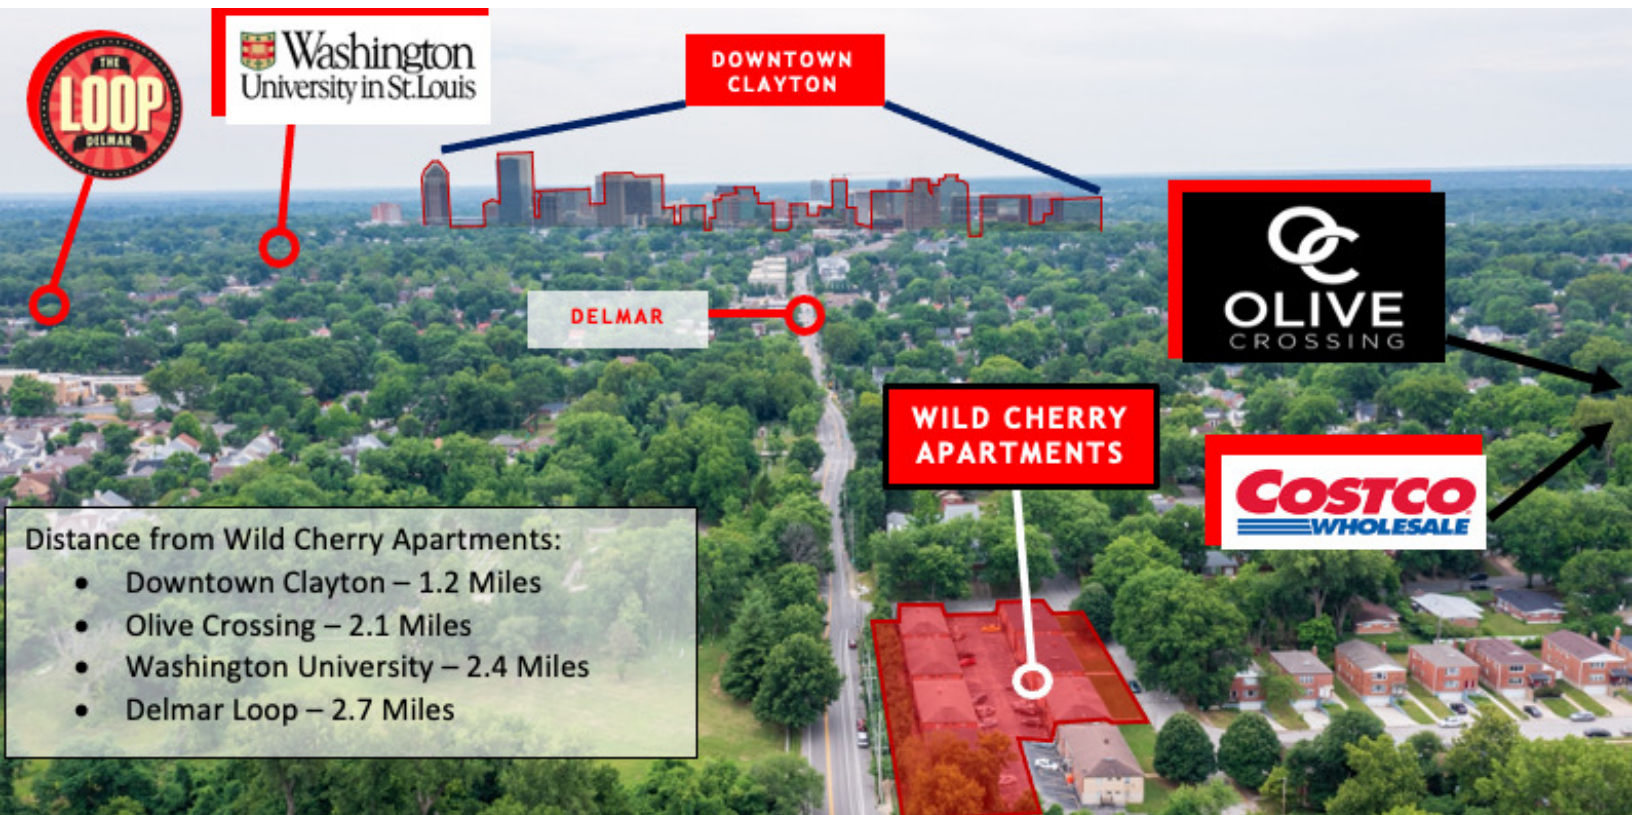 THE
LOOP
DELMAR
Washington
University in St.Louis
DOWNTOWN
CLAYTON
OC
OLIVE
CROSSING
DELMAR
WILD CHERRY
APARTMENTS
COSTCO
WHOLESALE
Distance from Wild Cherry Apartments:
• Downtown Clayton – 1.2 Miles
• Olive Crossing – 2.1 Miles
• Washington University – 2.4 Miles
• Delmar Loop – 2.7 Miles